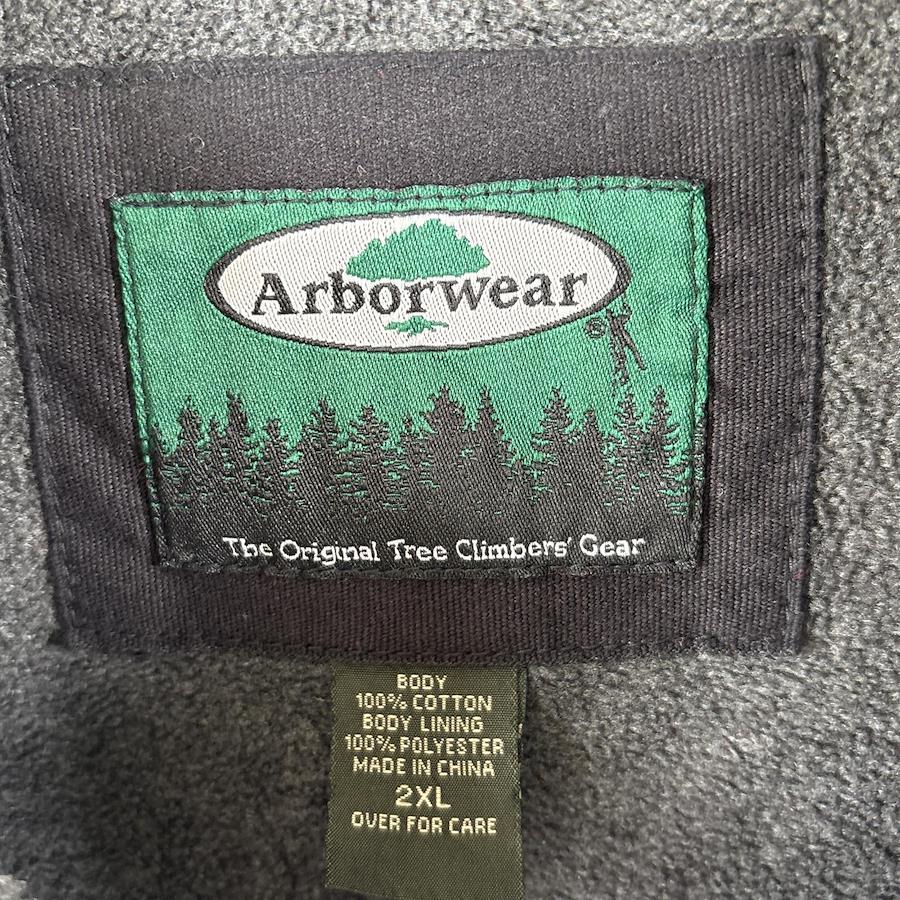 Arborwear
The Original Tree Climbers' Gear
BODY
100% COTTON
BODY LINING
100% POLYESTER
MADE IN CHINA
2XL
OVER FOR CARE